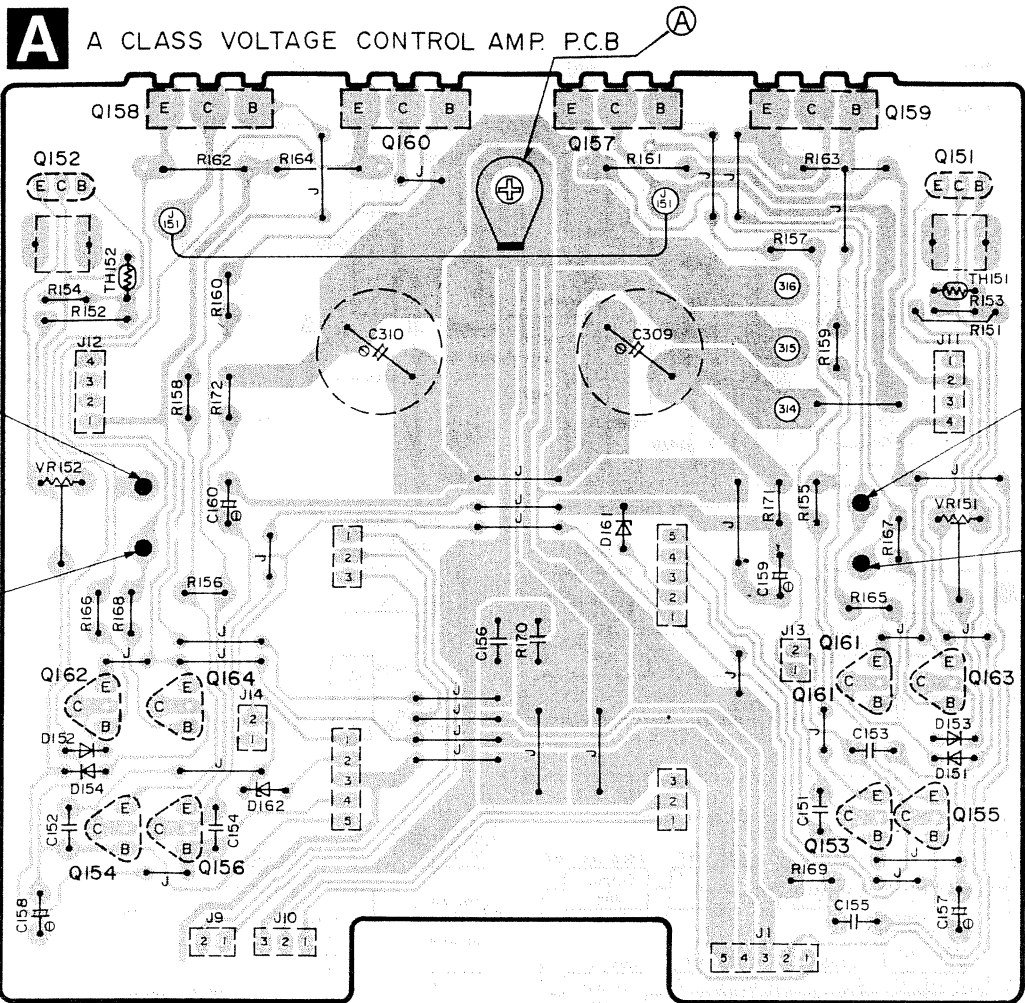 A A CLASS VOLTAGE CONTROL AMP. P.C.B A
Q158 E C B E C B E C B E C B Q159
Q160 Q157
Q152 R162 R164 R161 R163 Q151
E C B J J J J E C B
J 151 J 151 J
R157
TH152 316 TH151
R154 R160 R153
R152 R151
C310 C309 R159
J12 315 J11
4 3 2 1 1 2 3 4
R158 R172 314
VR152 J J VR151
C160 J J D161 J R171 R155 R167
J 1 2 3 5 4 3 2 1 C159
R156 R165
R166 R168 C156 R170 J13
J J J 2 1 Q161 J J
Q162 E Q164 E J Q161 E E Q163
C B C B J14 2 1 J J J J C B C B
D152 J J J C153 D153
D154 J D162 1 2 3 4 5 3 2 1 D151
C152 E C154 E C151 E E Q155
C B C B Q153 C B C B
Q154 J Q156 R169 J J
C158 C155 C157
J9 J10 J1
2 1 3 2 1 5 4 3 2 1